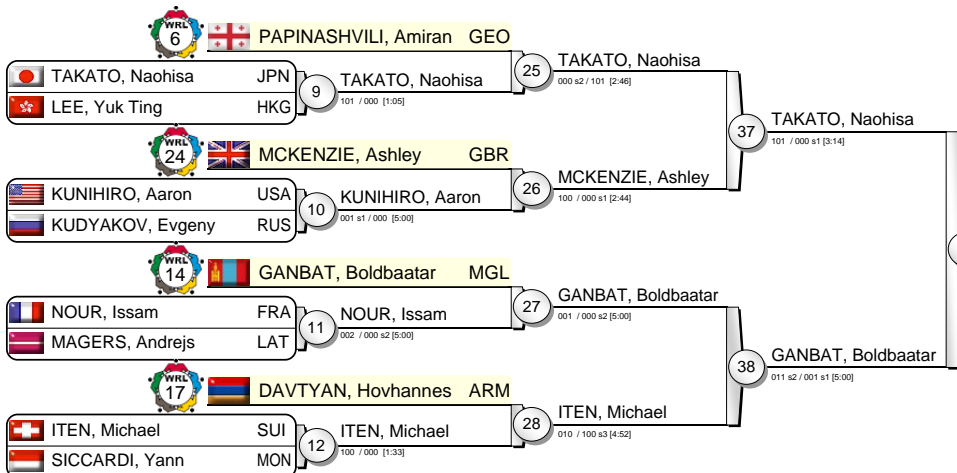 WRL
6
PAPINASHVILI, Amiran GEO
TAKATO, Naohisa JPN
LEE, Yuk Ting HKG
9
TAKATO, Naohisa
101 / 000 [1:05]
25
TAKATO, Naohisa
000 s2 / 101 [2:46]
WRL
24
MCKENZIE, Ashley GBR
KUNIHIRO, Aaron USA
KUDYAKOV, Evgeny RUS
10
KUNIHIRO, Aaron
001 s1 / 000 [5:00]
26
MCKENZIE, Ashley
100 / 000 s1 [2:44]
37
TAKATO, Naohisa
101 / 000 s1 [3:14]
WRL
14
GANBAT, Boldbaatar MGL
NOUR, Issam FRA
MAGERS, Andrejs LAT
11
NOUR, Issam
002 / 000 s2 [5:00]
27
GANBAT, Boldbaatar
001 / 000 s2 [5:00]
WRL
17
DAVTYAN, Hovhannes ARM
ITEN, Michael SUI
SICCARDI, Yann MON
12
ITEN, Michael
100 / 000 [1:33]
28
ITEN, Michael
010 / 100 s3 [4:52]
38
GANBAT, Boldbaatar
011 s2 / 001 s1 [5:00]